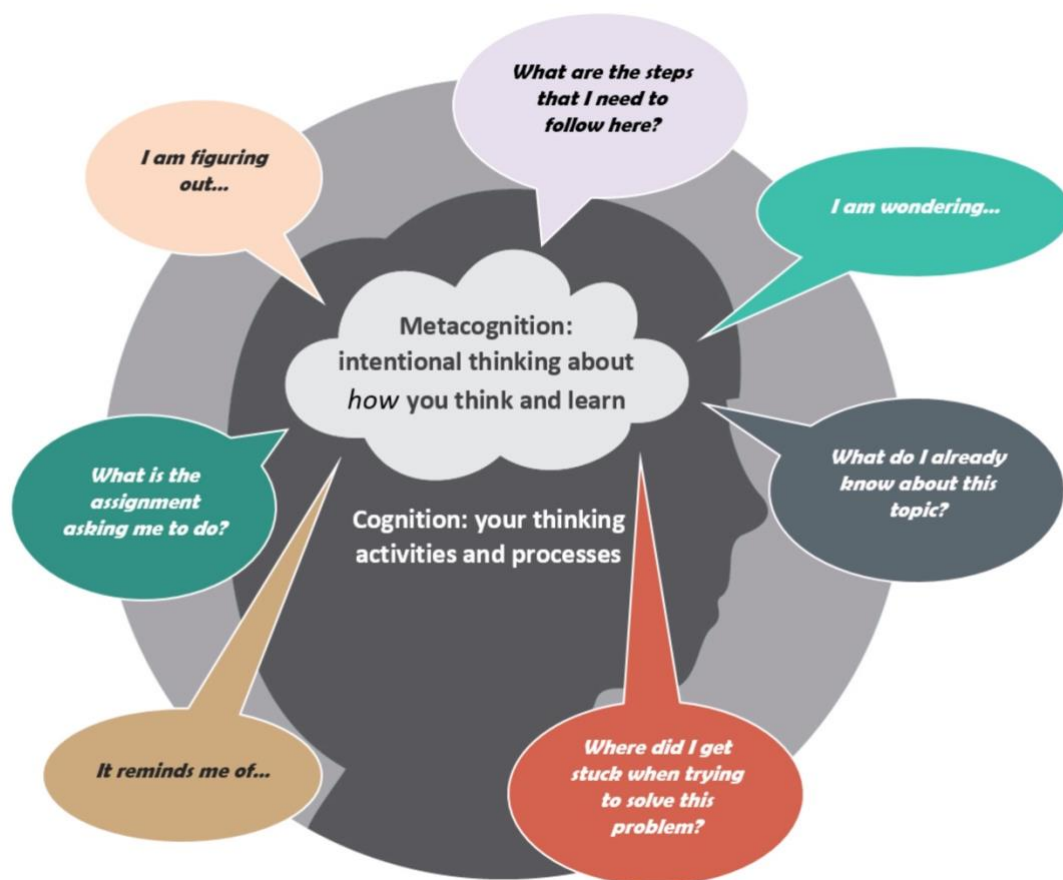 What are the steps
that I need to
follow here?
I am figuring
out...
I am wondering...
Metacognition:
intentional thinking about
how you think and learn
What is the
assignment
asking me to do?
What do I already
know about this
topic?
Cognition: your thinking
activities and processes
It reminds me of...
Where did I get
stuck when trying
to solve this
problem?